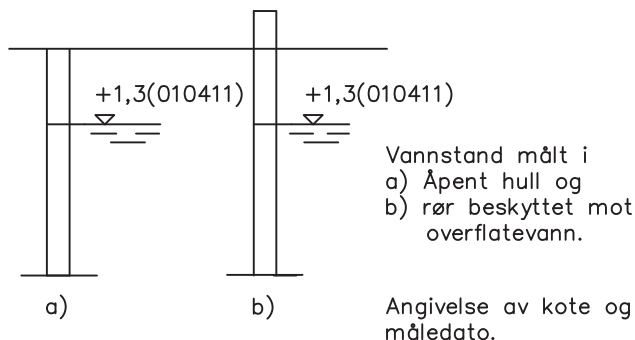 +1,3(010411)
+1,3(010411)
Vannstand målt i
a) Åpent hull og
b) rør beskyttet mot
overflatevann.
a)
b)
Angivelse av kote og
måledato.